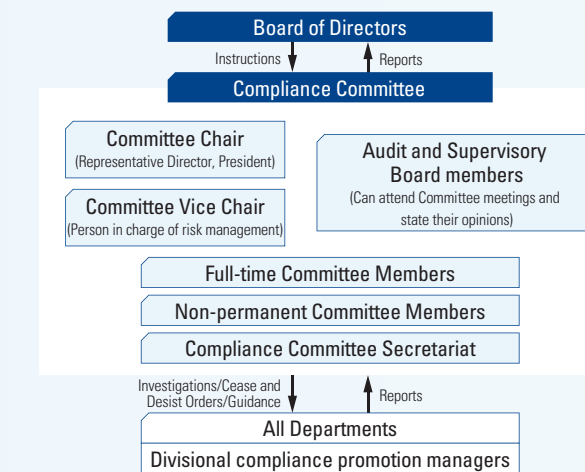 Board of Directors
Instructions
Reports
Compliance Committee
Committee Chair
(Representative Director, President)
Audit and Supervisory
Board members
(Can attend Committee meetings and
state their opinions)
Committee Vice Chair
(Person in charge of risk management)
Full-time Committee Members
Non-permanent Committee Members
Compliance Committee Secretariat
Investigations/Cease and
Desist Orders/Guidance
Reports
All Departments
Divisional compliance promotion managers